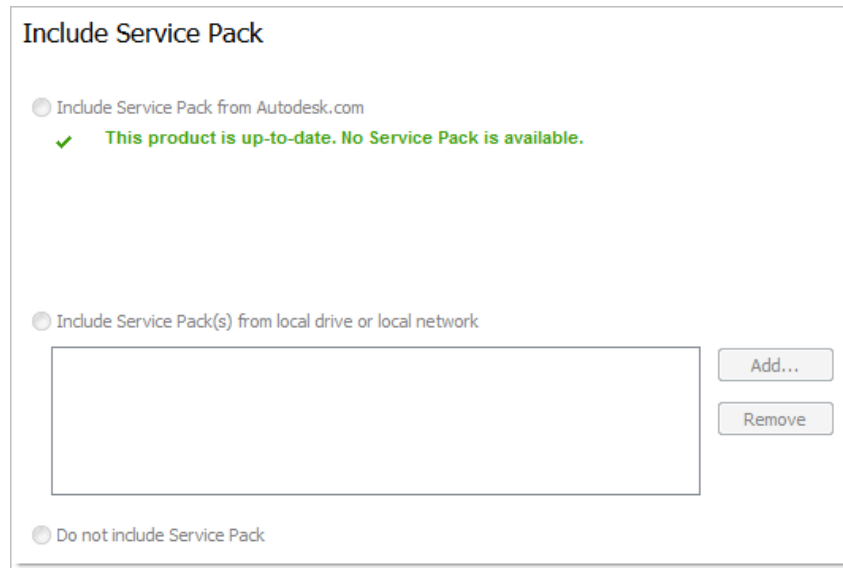 Include Service Pack
Include Service Pack from Autodesk.com
This product is up-to-date. No Service Pack is available.
Include Service Pack(s) from local drive or local network
Add...
Remove
Do not include Service Pack